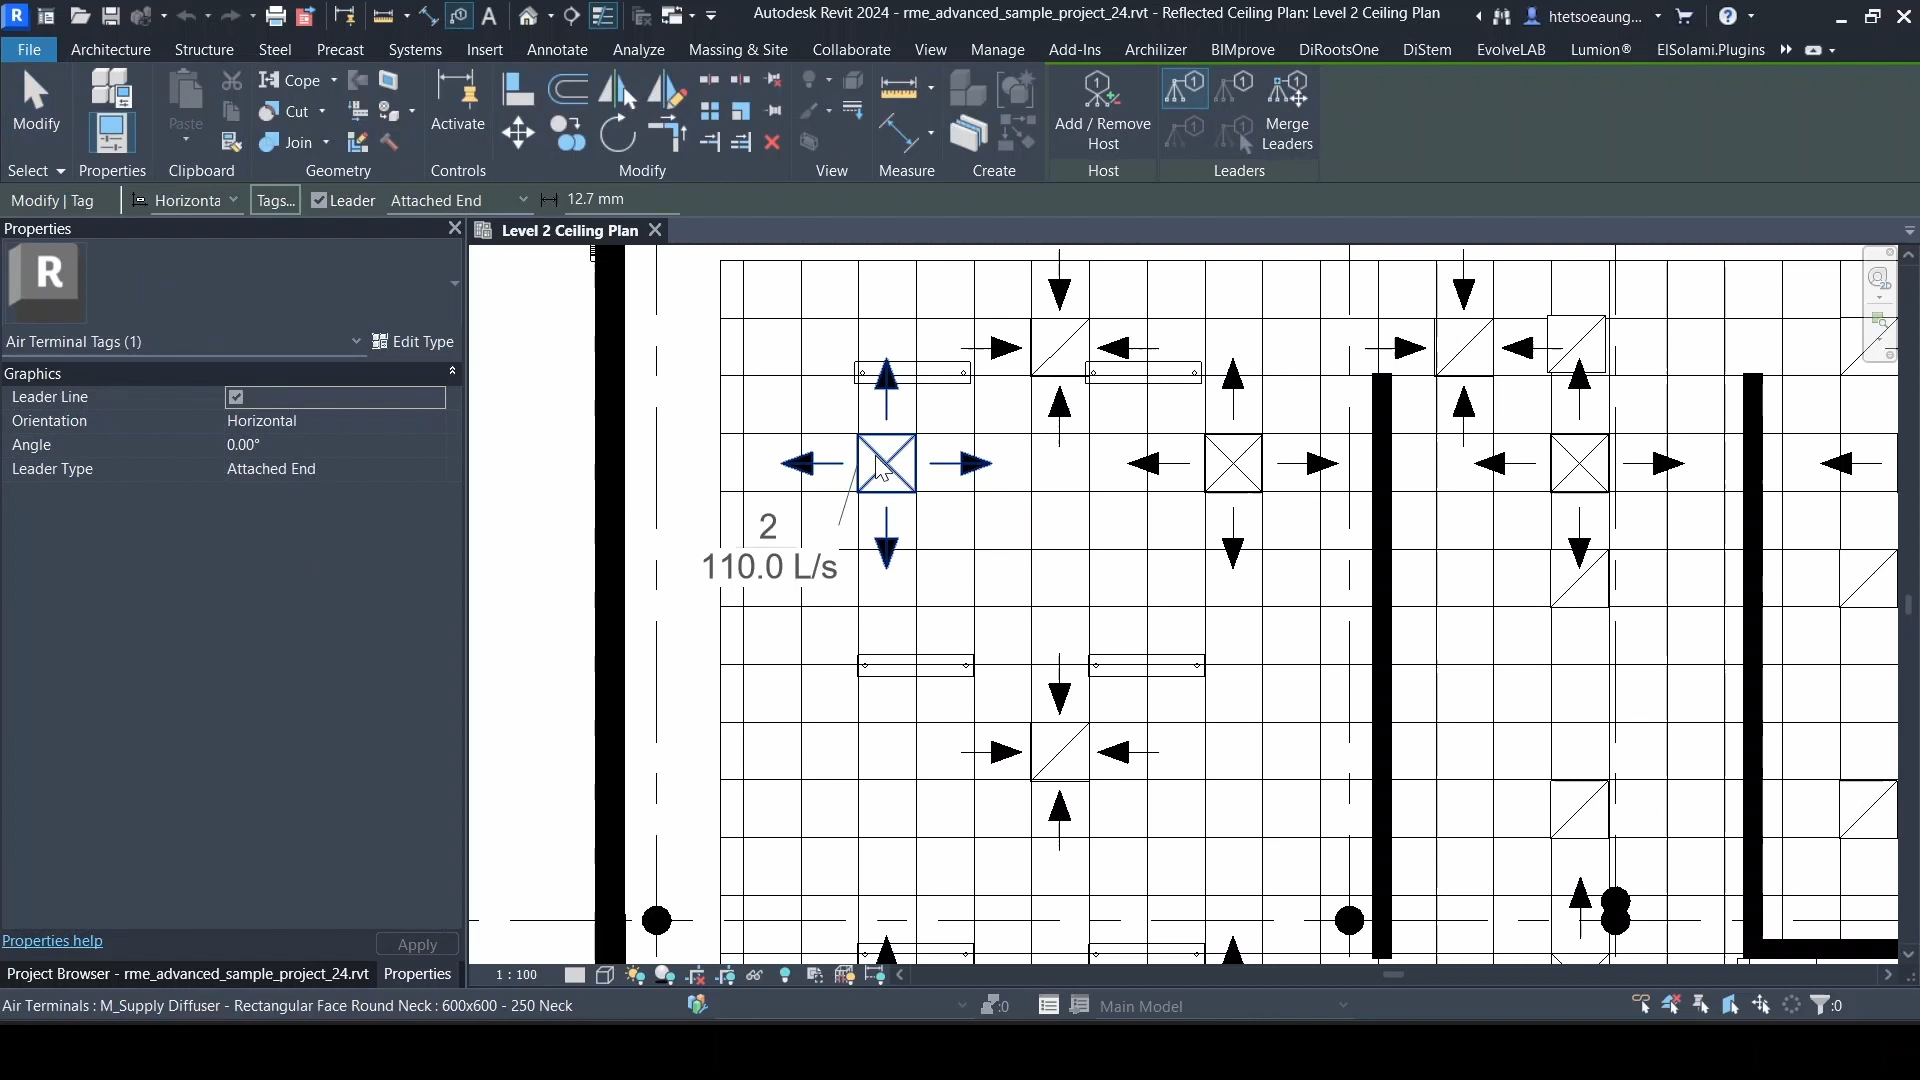 Autodesk Revit 2024 - rme_advanced_sample_project_24.rvt - Reflected Ceiling Plan: Level 2 Ceiling Plan
htetsoeaung...
File Architecture Structure Steel Precast Systems Insert Annotate Analyze Massing & Site Collaborate View Manage Add-Ins Archilizer BIMprove DiRootsOne DiStem EvolveLAB Lumion® ElSolami.Plugins
Cope
Modify
Paste
Cut
Activate
Add / Remove
Host
Merge
Leaders
Join
Select Properties Clipboard Geometry Controls Modify View Measure Create Host Leaders
Modify | Tag Horizonta Tags... Leader Attached End 12.7 mm
Properties
Level 2 Ceiling Plan
R
Air Terminal Tags (1)
Edit Type
Graphics
Leader Line
Orientation Horizontal
Angle 0.00°
Leader Type Attached End
2
110.0 L/s
2D
Properties help
Apply
Project Browser - rme_advanced_sample_project_24.rvt Properties
1 : 100
Air Terminals : M_Supply Diffuser - Rectangular Face Round Neck : 600x600 - 250 Neck
:0
Main Model
:0